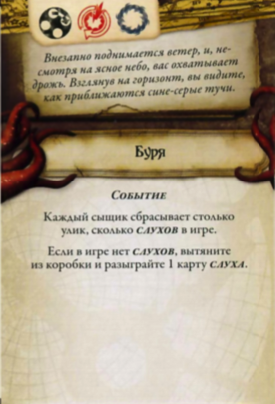 Внезапно поднимается ветер, и, не-
смотря на ясное небо, вас охватывает
дрожь. Взглянув на горизонт, вы видите,
как приближаются сине-серые тучи.
Буря
Событие
Каждый сыщик сбрасывает столько
улик, сколько СЛУХОВ в игре.
Если в игре нет СЛУХОВ, вытяните
из коробки и разыграйте 1 карту СЛУХА.